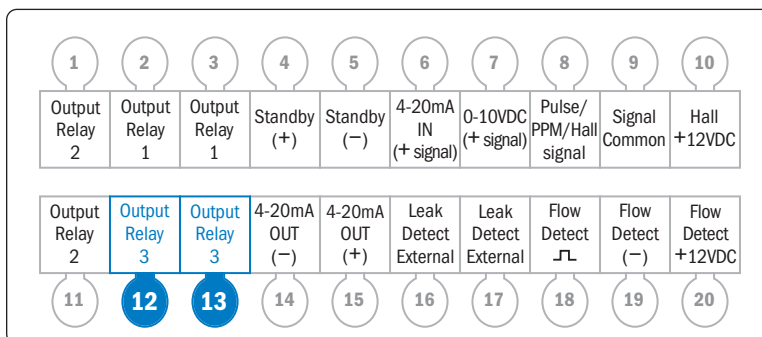 1 2 3 4 5 6 7 8 9 10
Output Output Output Standby Standby 4-20mA 0-10VDC Pulse/ Signal Hall
Relay Relay Relay (+) (−) IN (+ signal) PPM/Hall Common +12VDC
2 1 1 (+ signal) signal
Output Output Output 4-20mA 4-20mA Leak Leak Flow Flow Flow
Relay Relay Relay OUT OUT Detect Detect Detect Detect Detect
2 3 3 (−) (+) External External (−) +12VDC
11 12 13 14 15 16 17 18 19 20